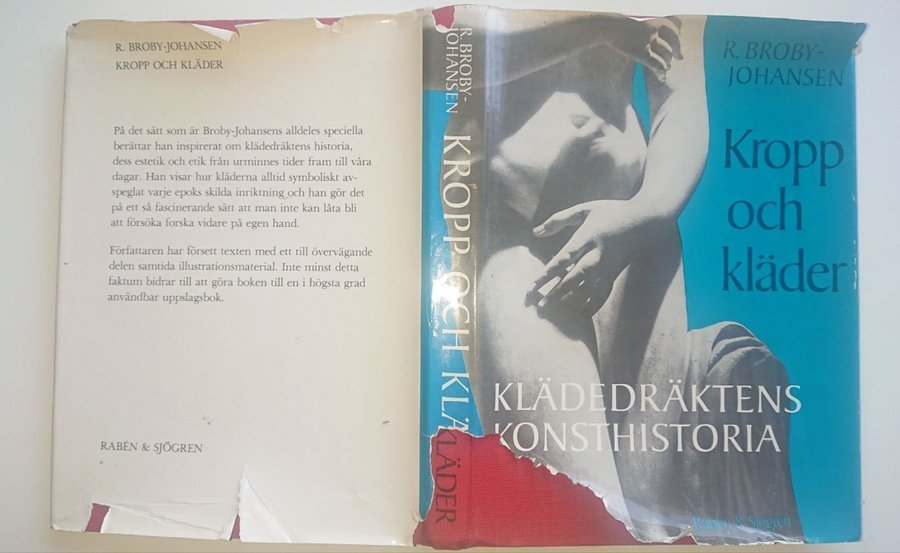 R. BROBY-JOHANSEN
KROPP OCH KLÄDER
På det sätt som är Broby-Johansens alldeles speciella
berättar han inspirerat om klädedräktens historia,
dess estetik och etik från urminnes tider fram till våra
dagar. Han visar hur kläderna alltid symboliskt av-
speglat varje epoks skilda inriktning och han gör det
på ett så fascinerande sätt att man inte kan låta bli
att försöka forska vidare på egen hand.
Författaren har försett texten med ett till övervägande
delen samtida illustrationsmaterial. Inte minst detta
faktum bidrar till att göra boken till en i högsta grad
användbar uppslagsbok.
RABÉN & SJÖGREN
R. BROBY-
JOHANSEN
KROPP OCH KLÄ
KLÄDER
R. BROBY-
JOHANSEN
Kropp
och
kläder
KLÄDEDRÄKTENS
KONSTHISTORIA
Rabén & Sjögren